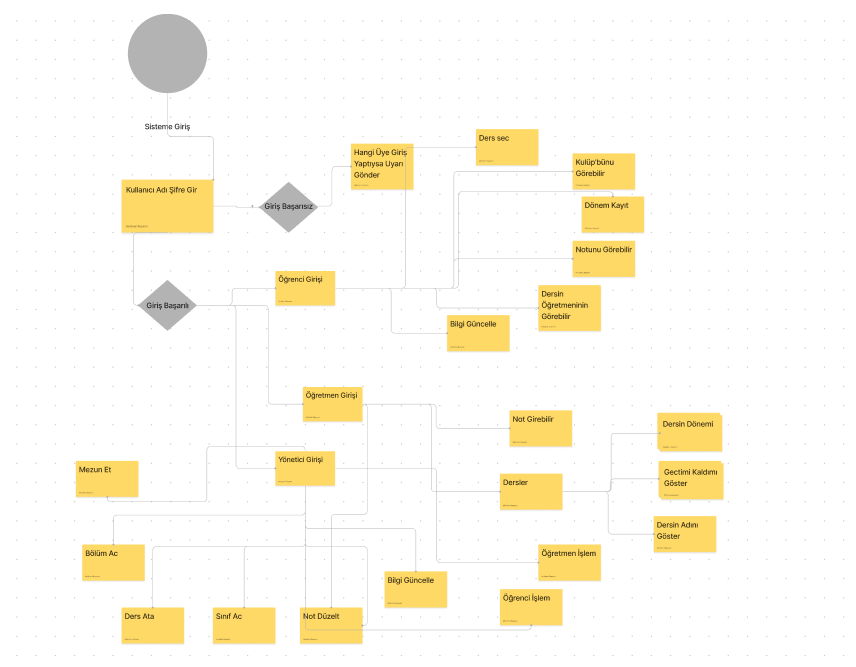 Sisteme Giriş
Ders sec
Hangi Üye Giriş
Yaptıysa Uyarı
Gönder
Kulüp'bünu
Görebilir
Kullanıcı Adı Şifre Gir
Giriş Başarısız
Dönem Kayıt
Notunu Görebilir
Öğrenci Girişi
Dersin
Öğretmeninin
Görebilir
Giriş Başarılı
Bilgi Güncelle
Öğretmen Girişi
Not Girebilir
Dersin Dönemi
Yönetici Girişi
Mezun Et
Gectimi Kaldımı
Göster
Dersler
Dersin Adını
Göster
Bölüm Ac
Öğretmen İşlem
Bilgi Güncelle
Öğrenci İşlem
Ders Ata
Sınıf Ac
Not Düzelt